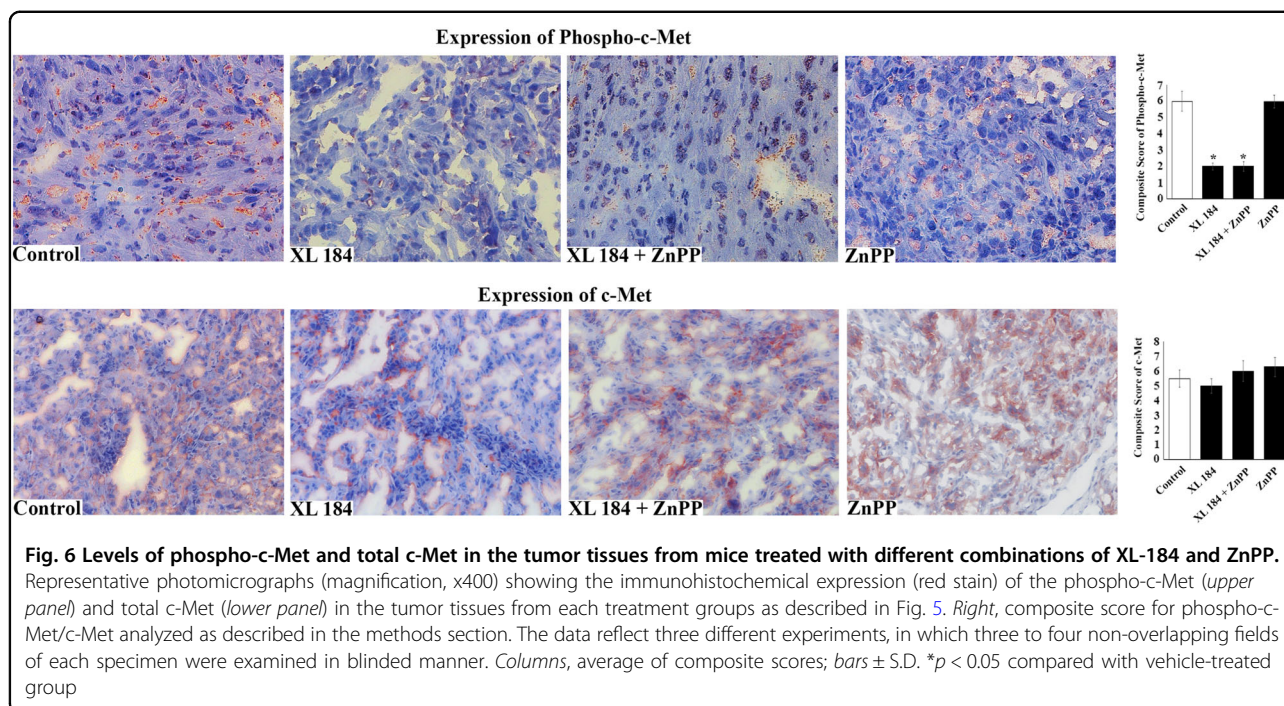 Expression of Phospho-c-Met
Control
XL 184
XL 184 + ZnPP
ZnPP
Composite Score of Phospho-c-Met
7
6
5
4
3
2
1
* *
Control
XL 184
XL 184 + ZnPP
ZnPP
Expression of c-Met
Control
XL 184
XL 184 + ZnPP
ZnPP
Composite Score of c-Met
8
7
6
5
4
3
2
1
0
Control
XL 184
XL 184 + ZnPP
ZnPP
Fig. 6 Levels of phospho-c-Met and total c-Met in the tumor tissues from mice treated with different combinations of XL-184 and ZnPP.
Representative photomicrographs (magnification, x400) showing the immunohistochemical expression (red stain) of the phospho-c-Met (upper
panel) and total c-Met (lower panel) in the tumor tissues from each treatment groups as described in Fig. 5. Right, composite score for phospho-c-
Met/c-Met analyzed as described in the methods section. The data reflect three different experiments, in which three to four non-overlapping fields
of each specimen were examined in blinded manner. Columns, average of composite scores; bars ± S.D. *p < 0.05 compared with vehicle-treated
group